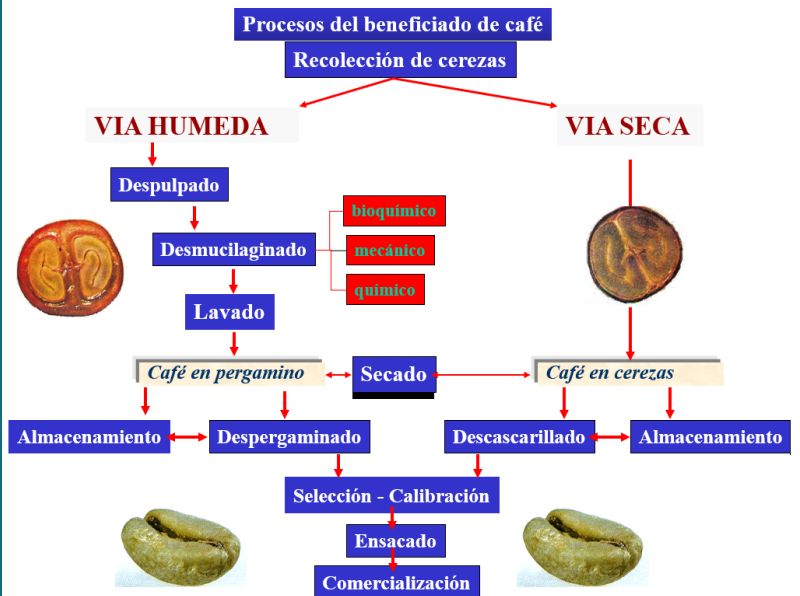 Procesos del beneficiado de café
Recolección de cerezas
VIA HUMEDA
VIA SECA
Despulpado
bioquímico
Desmucilaginado
mecánico
químico
Lavado
Café en pergamino
Secado
Café en cerezas
Almacenamiento
Despergaminado
Descascarillado
Almacenamiento
Selección - Calibración
Ensacado
Comercialización